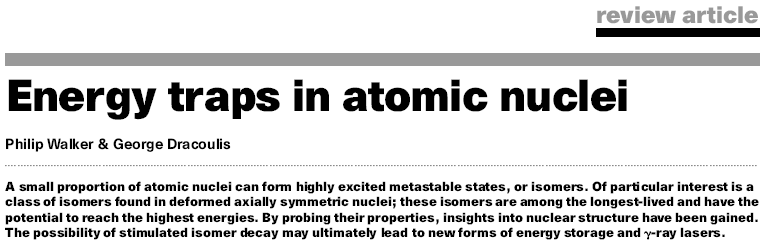 review article
Energy traps in atomic nuclei
Philip Walker & George Dracoulis
A small proportion of atomic nuclei can form highly excited metastable states, or isomers. Of particular interest is a
class of isomers found in deformed axially symmetric nuclei; these isomers are among the longest-lived and have the
potential to reach the highest energies. By probing their properties, insights into nuclear structure have been gained.
The possibility of stimulated isomer decay may ultimately lead to new forms of energy storage and γ-ray lasers.